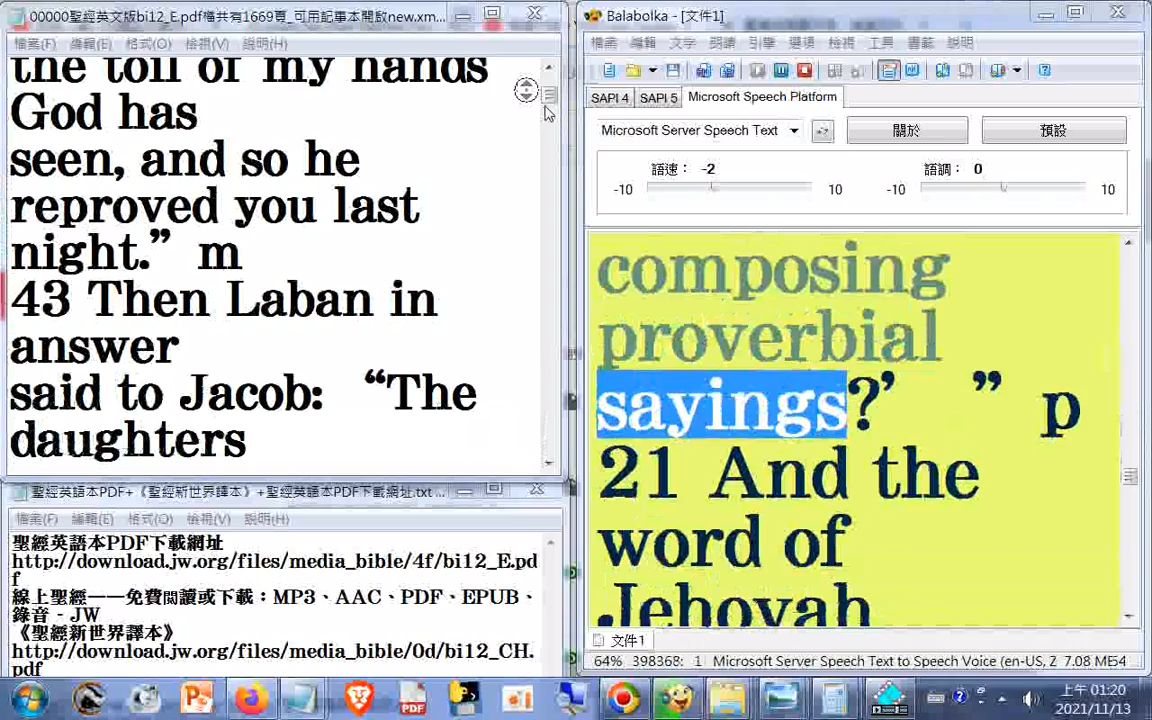 00000聖經英文版bi12_E.pdf檔共有1669頁_可用記事本開啟new.xm...
檔案(F) 編輯(E) 格式(O) 檢視(V) 說明(H)
the toil of my hands
God has
seen, and so he
reproved you last
night.” m
43 Then Laban in
answer
said to Jacob: “The
daughters
聖經英語本PDF+《聖經新世界譯本》+聖經英語本PDF下載網址.txt ...
檔案(F) 編輯(E) 格式(O) 檢視(V) 說明(H)
聖經英語本PDF下載網址
http://download.jw.org/files/media_bible/4f/bi12_E.pd
f
線上聖經——免費閱讀或下載：MP3、AAC、PDF、EPUB、
錄音 - JW
《聖經新世界譯本》
http://download.jw.org/files/media_bible/0d/bi12_CH.
pdf
Balabolka - [文件1]
檔案 編輯 文字 朗讀 引擎 選項 檢視 工具 書籤 說明
SAPI 4 SAPI 5 Microsoft Speech Platform
Microsoft Server Speech Text 關於 預設
語速： -2 語調： 0
-10 10 -10 10
composing
proverbial
sayings?’ ” p
21 And the
word of
Jehovah
文件1
64% 398368: 1 Microsoft Server Speech Text to Speech Voice (en-US, Z 7.08 ME54
PDF
上午 01:20
2021/11/13